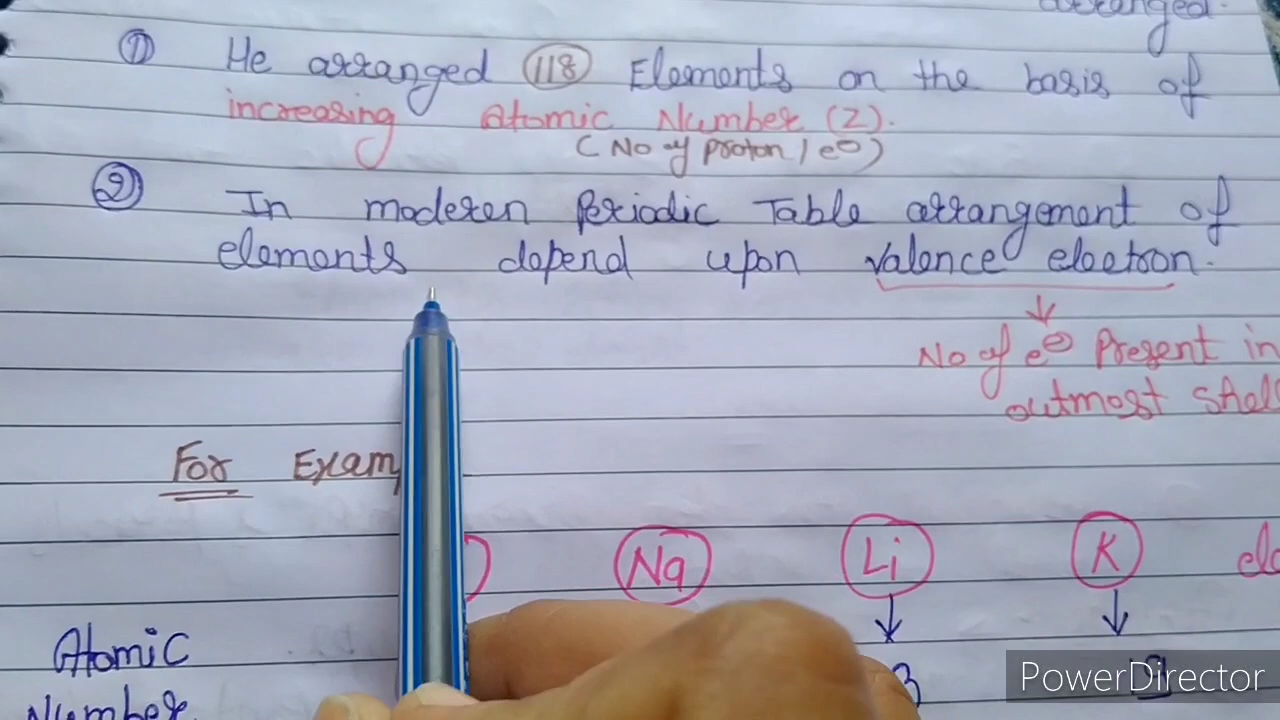 arranged.
① He arranged 118 Elements on the basis of
increasing Atomic Number (Z).
( No of proton / e⊖)
② In moderen Periodic Table arrangement of
elements depend upon valence electron.
↓
No of e⊖ Present in
outmost shell
For Exam
Na Li K ele
↓ ↓
Atomic 3 19
Number
PowerDirector